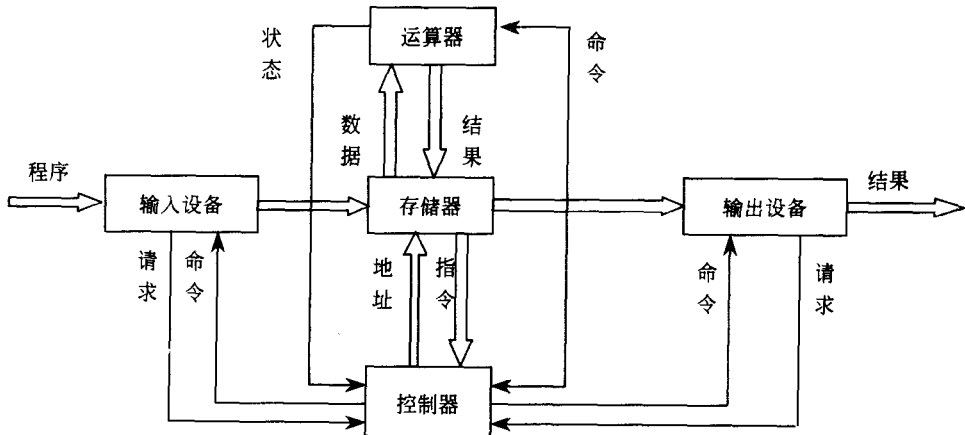 运算器
状态
命令
数据
结果
程序
输入设备
存储器
输出设备
结果
请求
命令
地址
指令
命令
请求
控制器